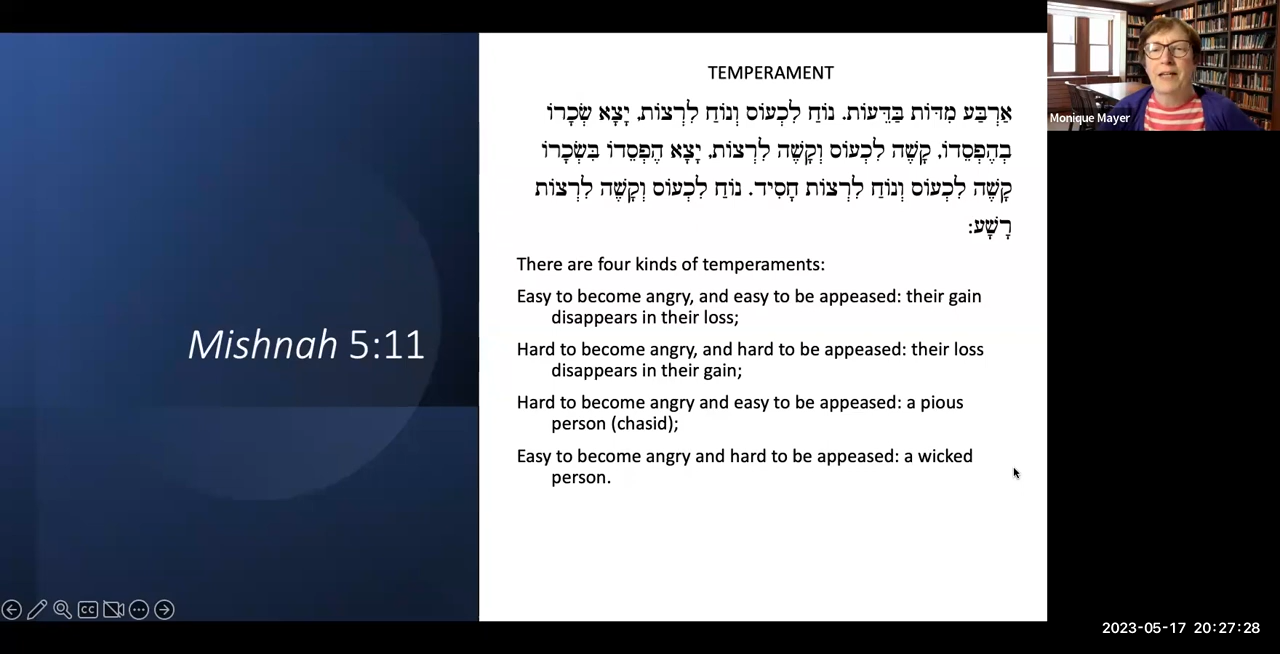 Mishnah 5:11
TEMPERAMENT
אַרְבַּע מִדּוֹת בַּדֵּעוֹת. נוֹחַ לִכְעוֹס וְנוֹחַ לִרְצוֹת, יָצָא שְׂכָרוֹ
בְהֶפְסֵדוֹ, קָשֶׁה לִכְעוֹס וְקָשֶׁה לִרְצוֹת, יָצָא הֶפְסֵדוֹ בִּשְׂכָרוֹ
קָשֶׁה לִכְעוֹס וְנוֹחַ לִרְצוֹת חָסִיד. נוֹחַ לִכְעוֹס וְקָשֶׁה לִרְצוֹת
רָשָׁע:
There are four kinds of temperaments:
Easy to become angry, and easy to be appeased: their gain
disappears in their loss;
Hard to become angry, and hard to be appeased: their loss
disappears in their gain;
Hard to become angry and easy to be appeased: a pious
person (chasid);
Easy to become angry and hard to be appeased: a wicked
person.
Monique Mayer
CC
2023-05-17 20:27:28